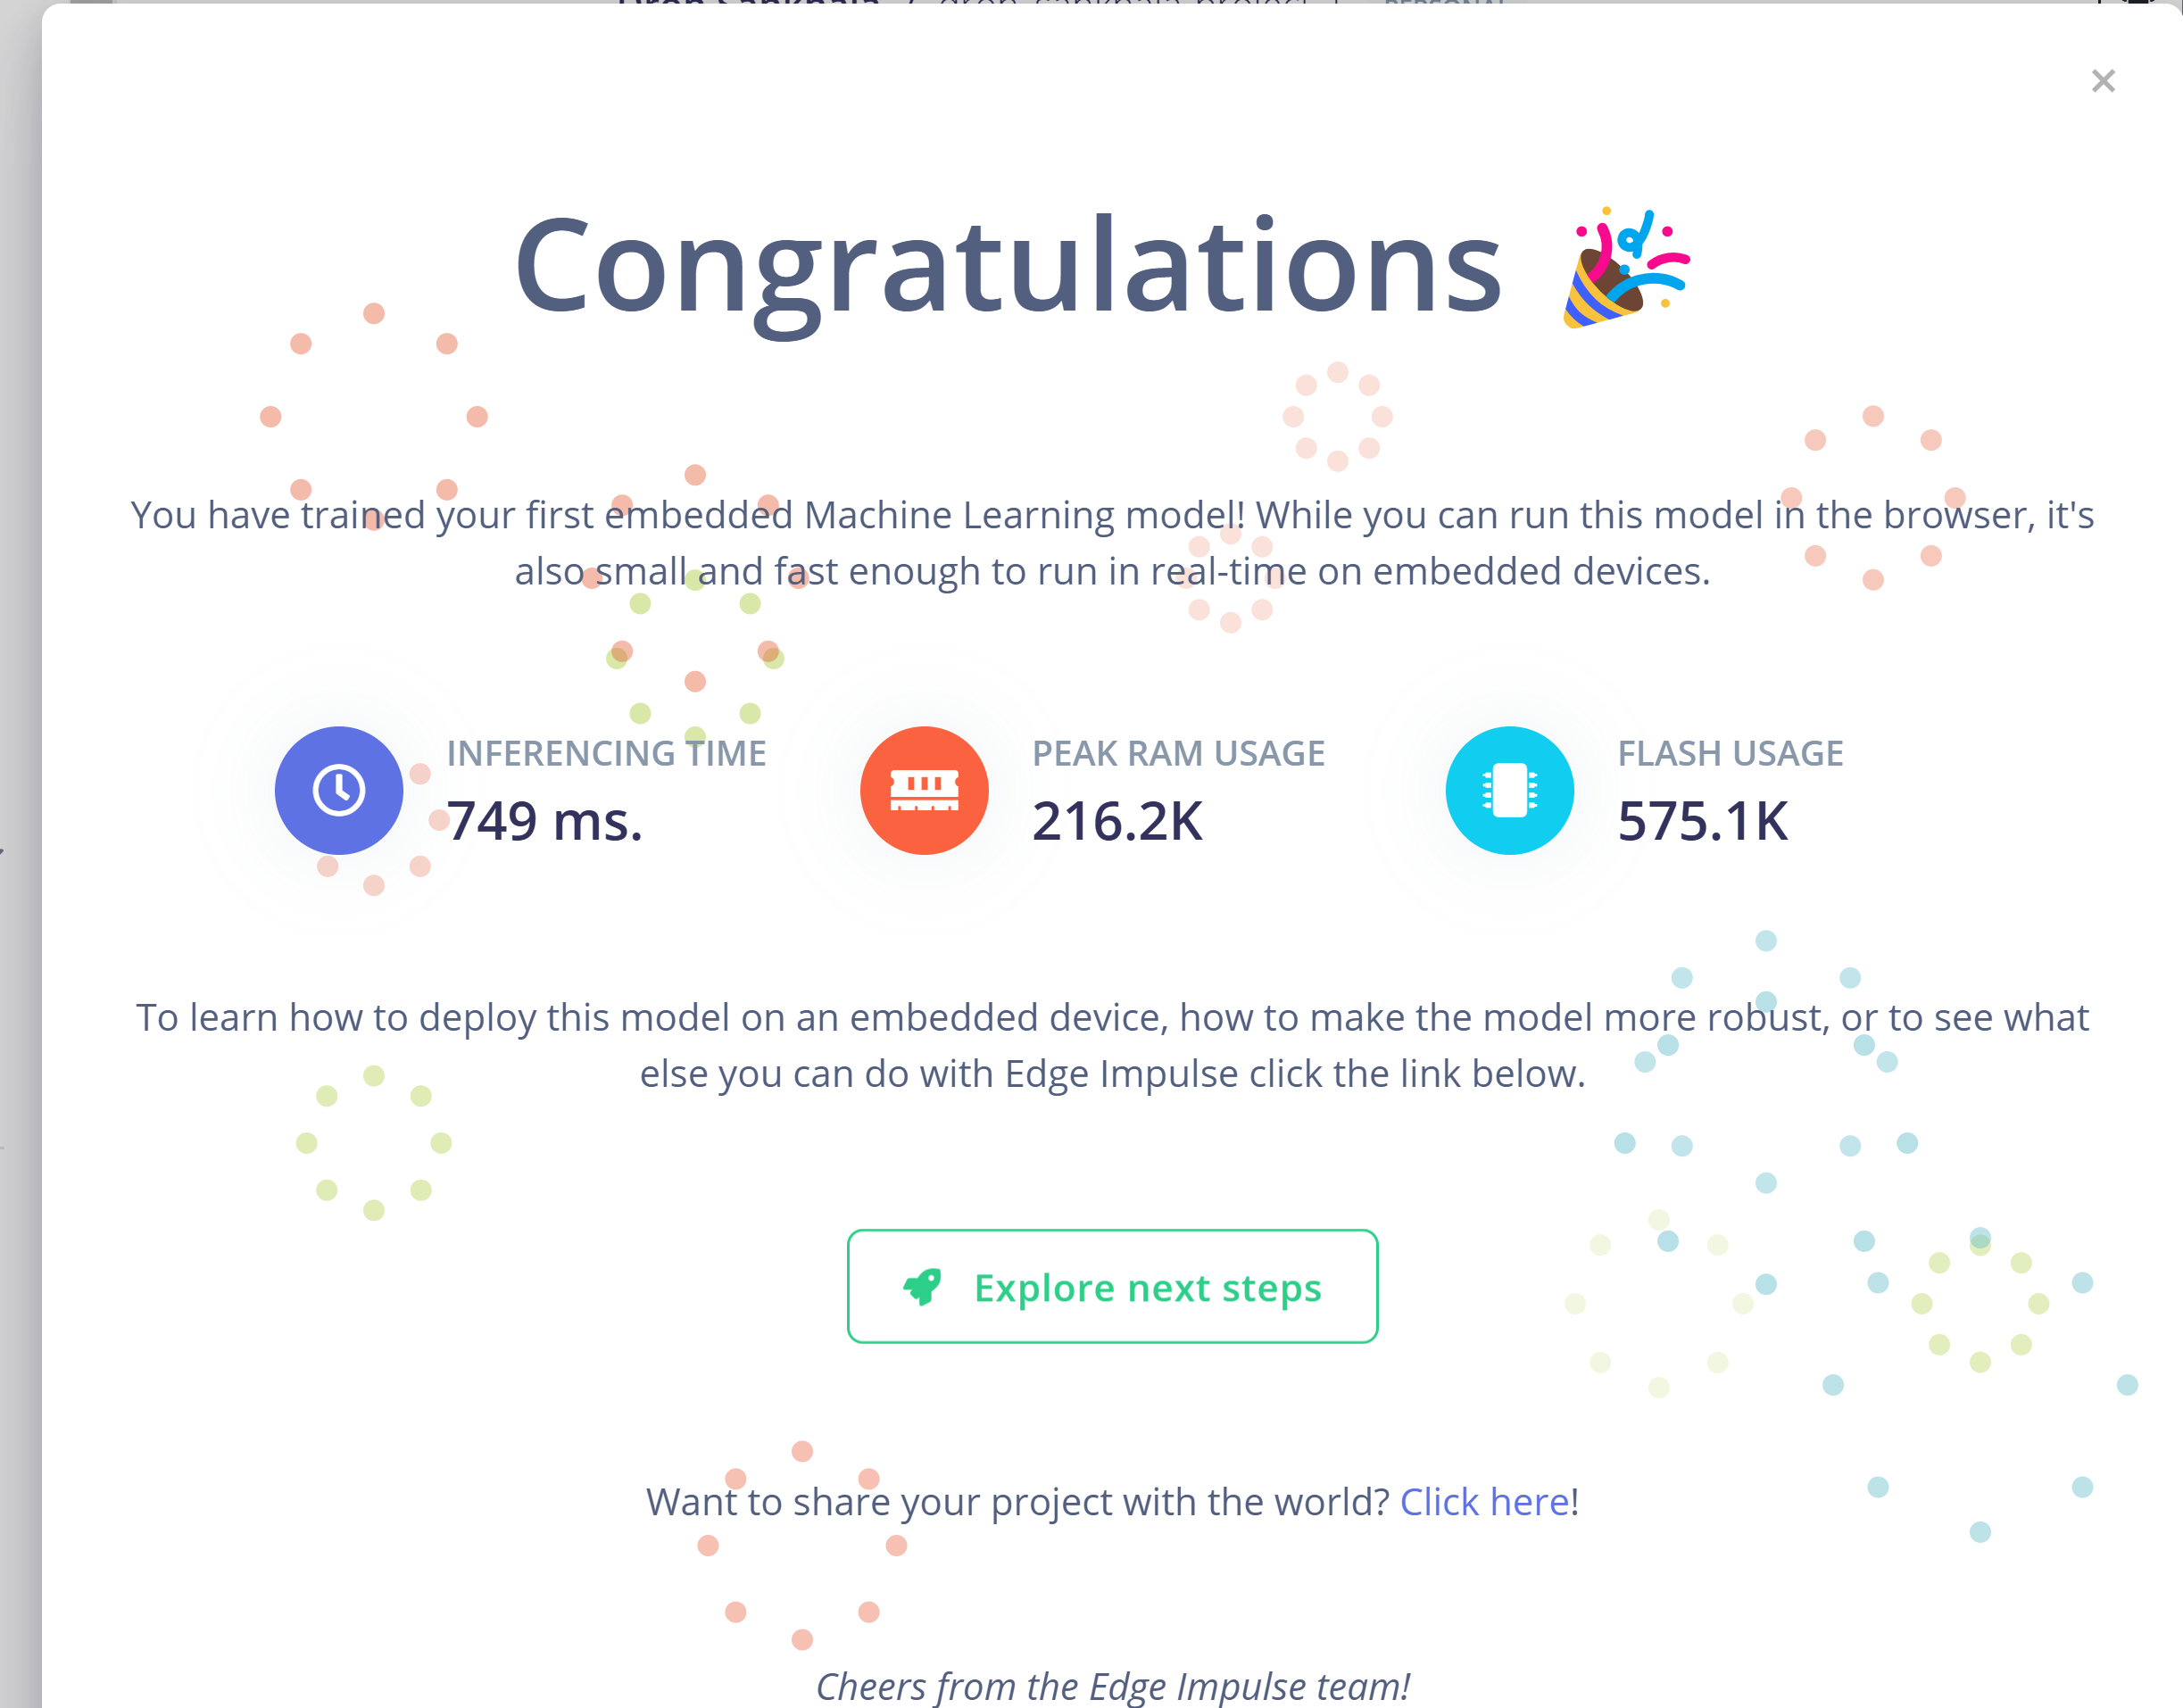 Congratulations
You have trained your first embedded Machine Learning model! While you can run this model in the browser, it's
also small and fast enough to run in real-time on embedded devices.
INFERENCING TIME
749 ms.
PEAK RAM USAGE
216.2K
FLASH USAGE
575.1K
To learn how to deploy this model on an embedded device, how to make the model more robust, or to see what
else you can do with Edge Impulse click the link below.
Explore next steps
Want to share your project with the world? Click here!
Cheers from the Edge Impulse team!